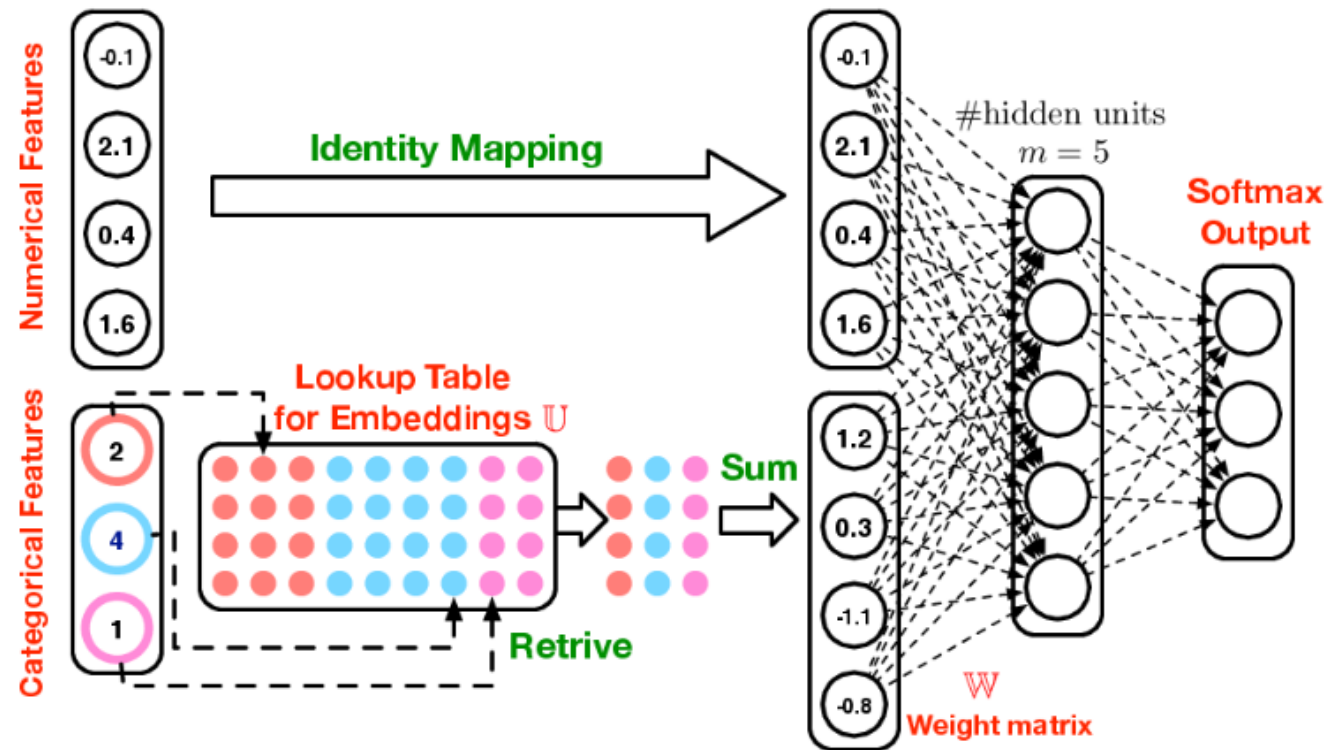 Numerical Features
-0.1
2.1
0.4
1.6
Identity Mapping
-0.1
2.1
0.4
1.6
#hidden units
m = 5
Softmax
Output
Categorical Features
2
4
1
Lookup Table
for Embeddings 𝕌
Retrive
Sum
1.2
0.3
-1.1
-0.8
𝕎
Weight matrix